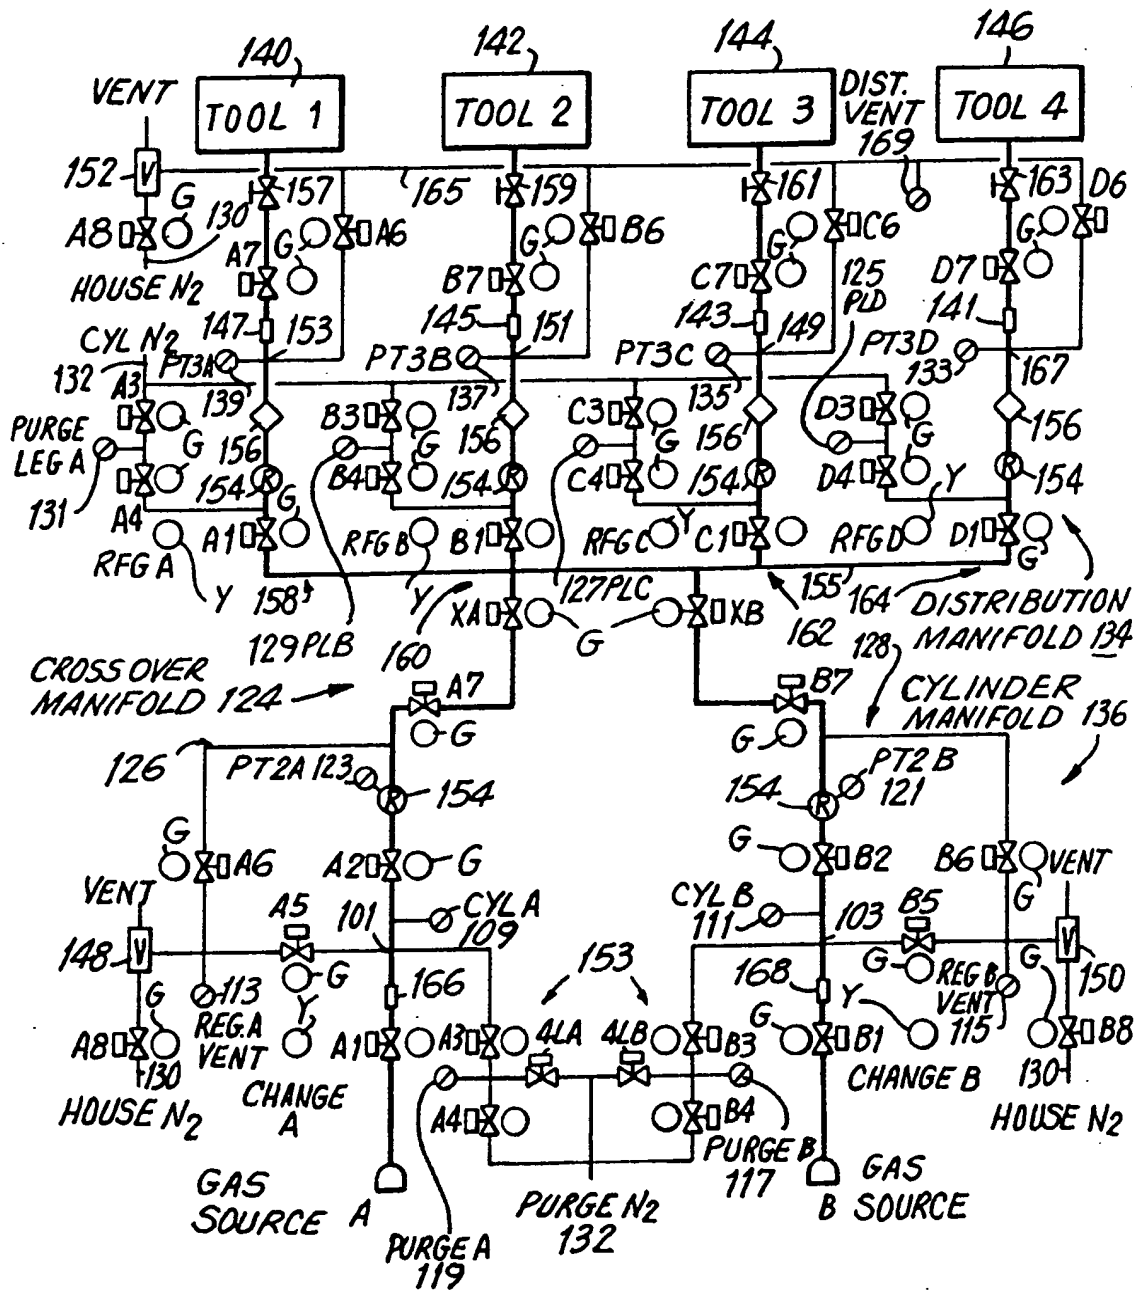 140
142
144
146
VENT
TOOL 1
TOOL 2
TOOL 3
DIST.
VENT
169
TOOL 4
152
V
157
165
159
161
163
D6
G
130
A8
A7
G
A6
B7
G
B6
C7
G
C6
D7
G
HOUSE N2
125
PLD
147
153
145
151
143
149
141
CYL N2
132
PT3A
139
PT3B
137
PT3C
135
PT3D
133
167
A3
G
B3
G
C3
G
D3
G
PURGE
LEG A
131
156
156
156
156
G
A4
154
R
B4
154
R
C4
154
R
D4
Y
R
154
RFG A
Y
A1
G
RFG B
Y
B1
RFG C
Y
C1
RFG D
D1
G
158
129 PLB
160
127 PLC
155
162
164
DISTRIBUTION
MANIFOLD 134
XA
G
XB
CROSS OVER
MANIFOLD 124
A7
G
B7
G
128
CYLINDER
MANIFOLD 136
126
PT2A 123
R
154
154
R
PT2 B
121
G
A6
A2
G
G
B2
B6
G
VENT
VENT
148
V
A5
G
101
CYL A
109
CYL B
111
103
B5
G
V
150
113
REG. A
VENT
Y
166
153
168
Y
REG B
VENT
115
G
A8
G
130
HOUSE N2
CHANGE
A
A1
A3
4LA
4LB
B3
G
B1
CHANGE B
B8
130
HOUSE N2
A4
B4
GAS
SOURCE A
PURGE A
119
PURGE N2
132
PURGE B
117
B GAS
SOURCE